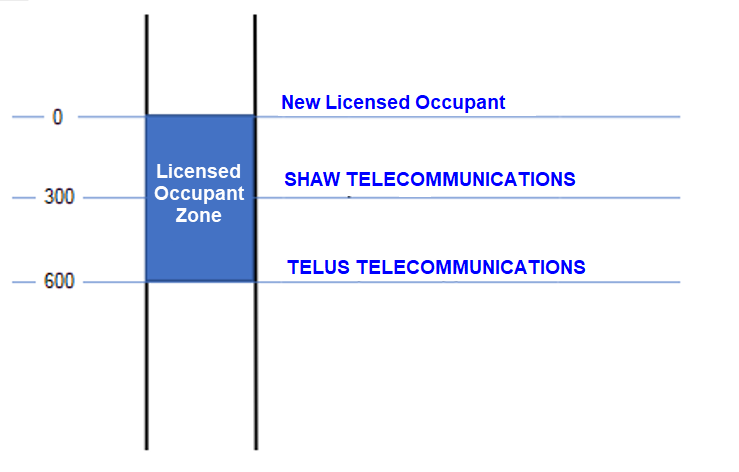 New Licensed Occupant
0
Licensed
Occupant
Zone
SHAW TELECOMMUNICATIONS
300
TELUS TELECOMMUNICATIONS
600